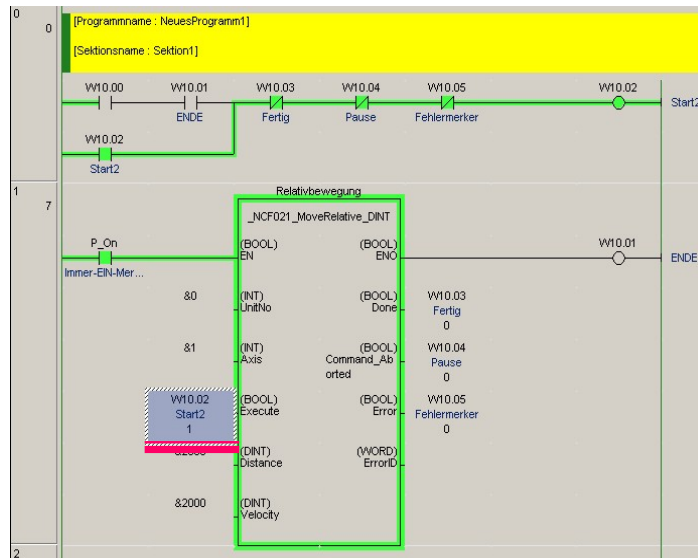 0
0
[Programmname : NeuesProgramm1]
[Sektionsname : Sektion1]
W10.00 W10.01 W10.03 W10.04 W10.05 W10.02
Start2
ENDE Fertig Pause Fehlermerker
W10.02
Start2
1
7
Relativbewegung
_NCF021_MoveRelative_DINT
P_On (BOOL) (BOOL) W10.01
EN ENO ENDE
Immer-EIN-Mer...
&0 (INT) (BOOL) W10.03
UnitNo Done Fertig
0
&1 (INT) (BOOL) W10.04
Axis Command_Ab Pause
orted 0
W10.02 (BOOL) (BOOL) W10.05
Start2 Execute Error Fehlermerker
1 0
(DINT) (WORD)
Distance ErrorID
&2000 (DINT)
Velocity
2